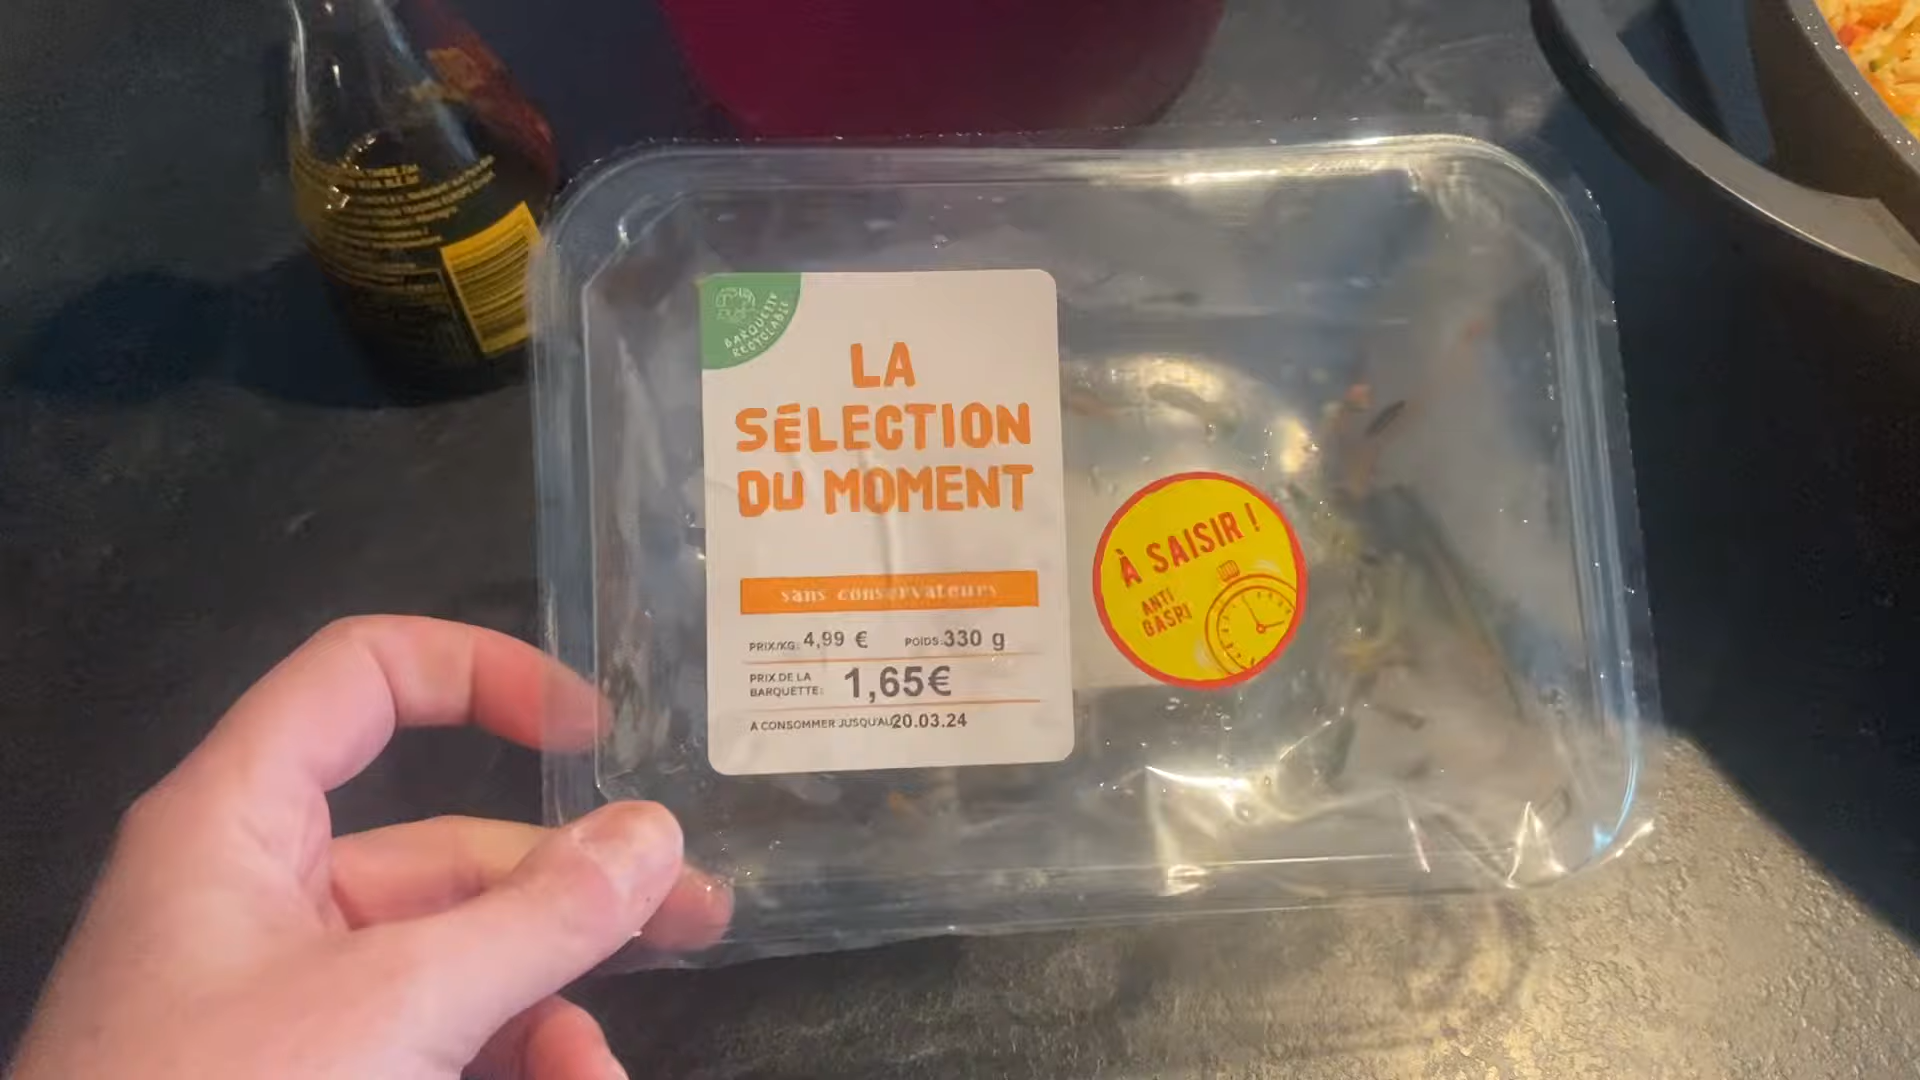 BARQUETTE
RECYCLABLE
LA
SÉLECTION
DU MOMENT
sans conservateurs
PRIX/KG: 4,99 € POIDS: 330 g
PRIX DE LA
BARQUETTE: 1,65€
A CONSOMMER JUSQU'AU 20.03.24
À SAISIR !
ANTI
GASPI